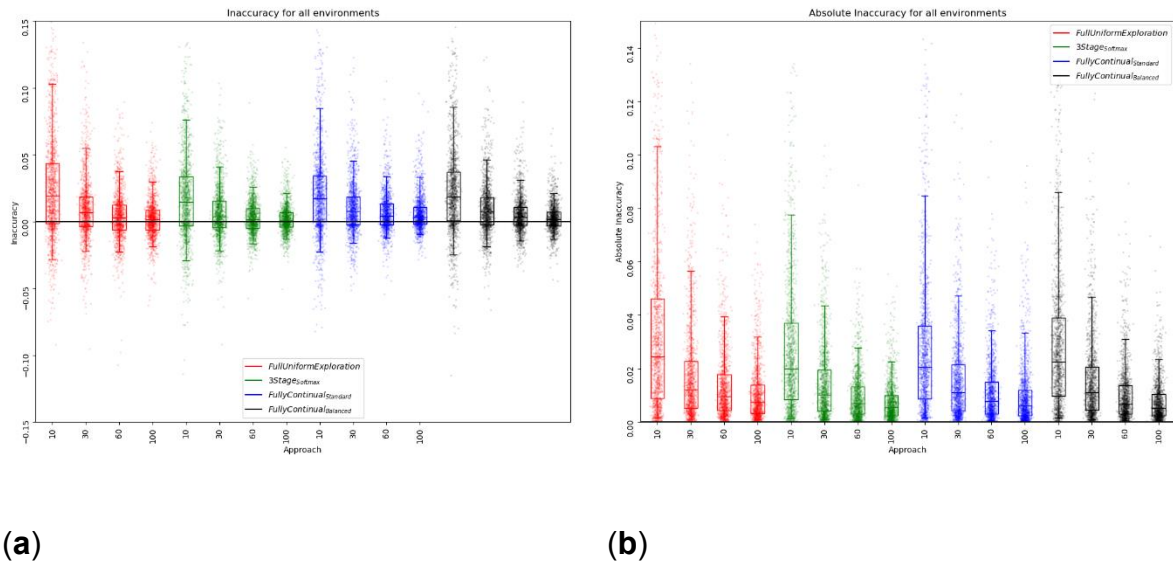 Inaccuracy for all environments
0.15
0.10
0.05
0.00
−0.05
−0.10
−0.15
Inaccuracy
FullUniformExploration
3StageSoftmax
FullyContinualStandard
FullyContinualBalanced
10 30 60 100 10 30 60 100 10 30 60 100
Approach
(a)
Absolute Inaccuracy for all environments
0.14
0.12
0.10
0.08
0.06
0.04
0.02
0.00
Absolute Inaccuracy
FullUniformExploration
3StageSoftmax
FullyContinualStandard
FullyContinualBalanced
10 30 60 100 10 30 60 100 10 30 60 100 10 30 60 100
Approach
(b)